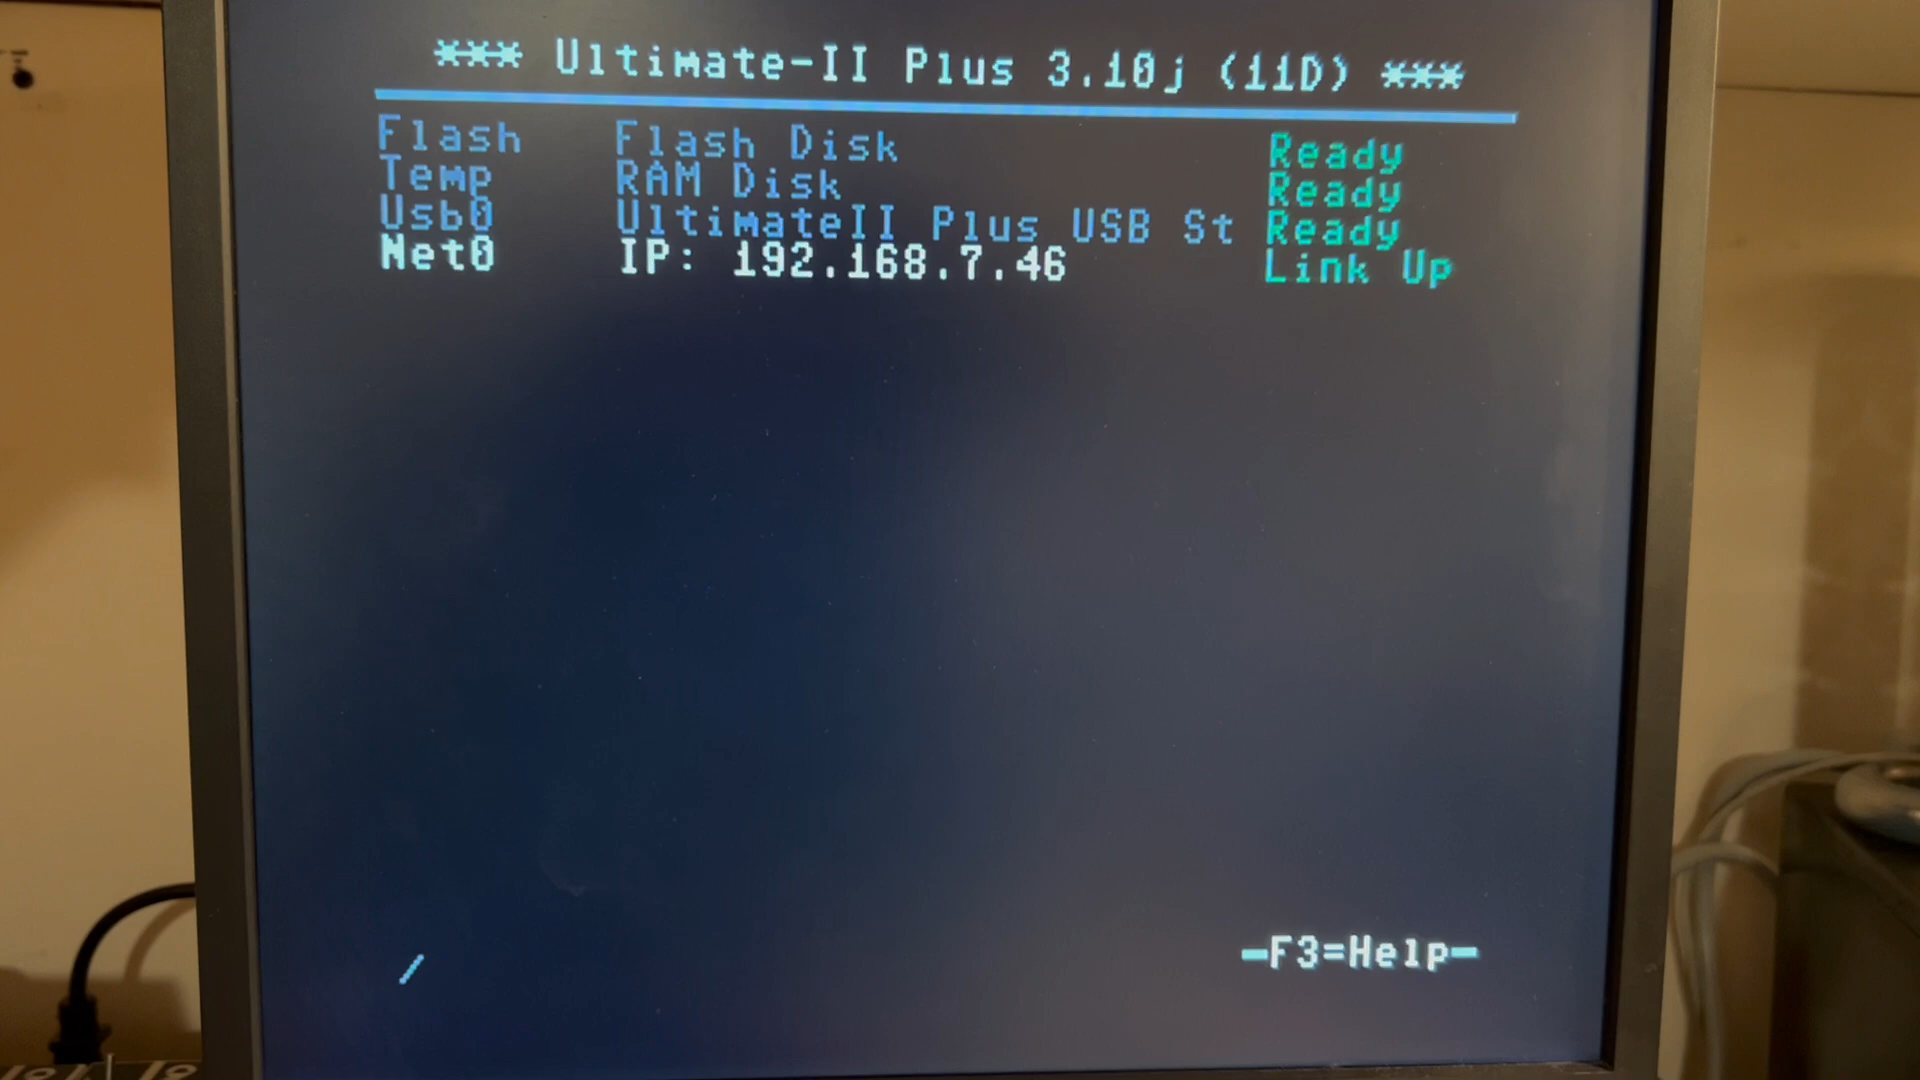 *** Ultimate-II Plus 3.10j (11D) ***
Flash Flash Disk Ready
Temp RAM Disk Ready
Usb0 UltimateII Plus USB St Ready
Net0 IP: 192.168.7.46 Link Up
/ -F3=Help-